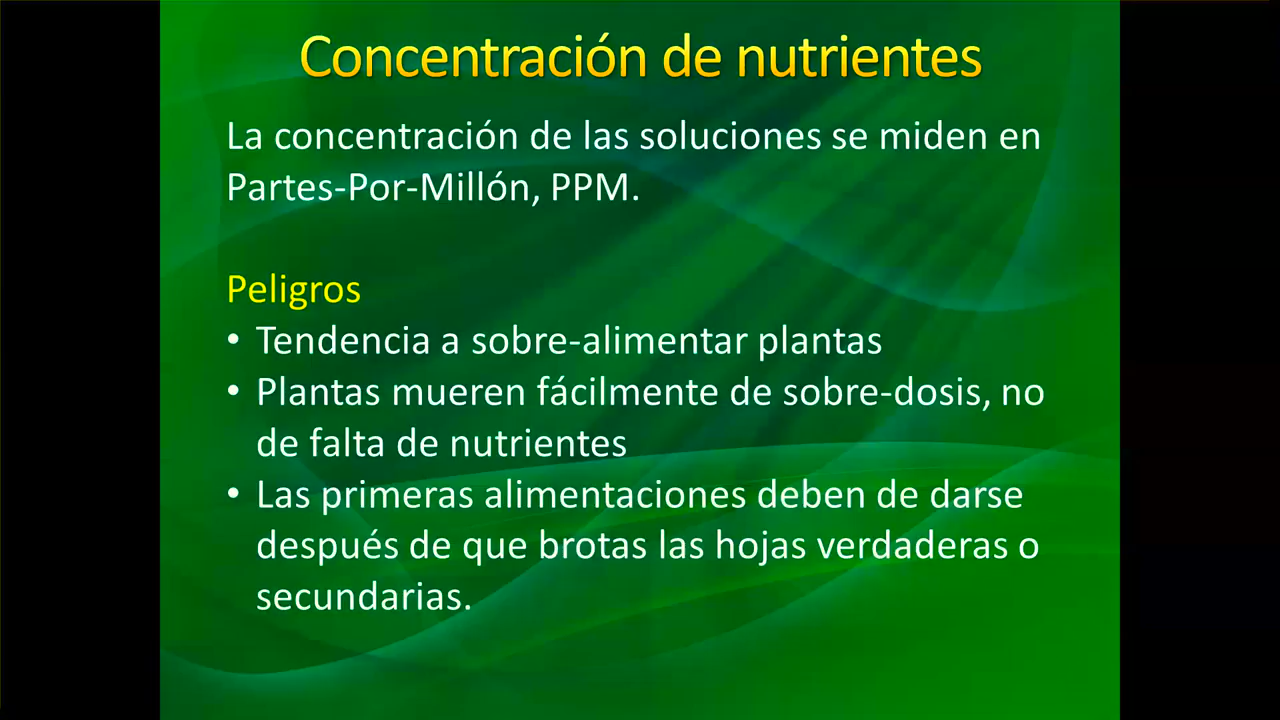 Concentración de nutrientes
La concentración de las soluciones se miden en
Partes-Por-Millón, PPM.
Peligros
• Tendencia a sobre-alimentar plantas
• Plantas mueren fácilmente de sobre-dosis, no
de falta de nutrientes
• Las primeras alimentaciones deben de darse
después de que brotas las hojas verdaderas o
secundarias.